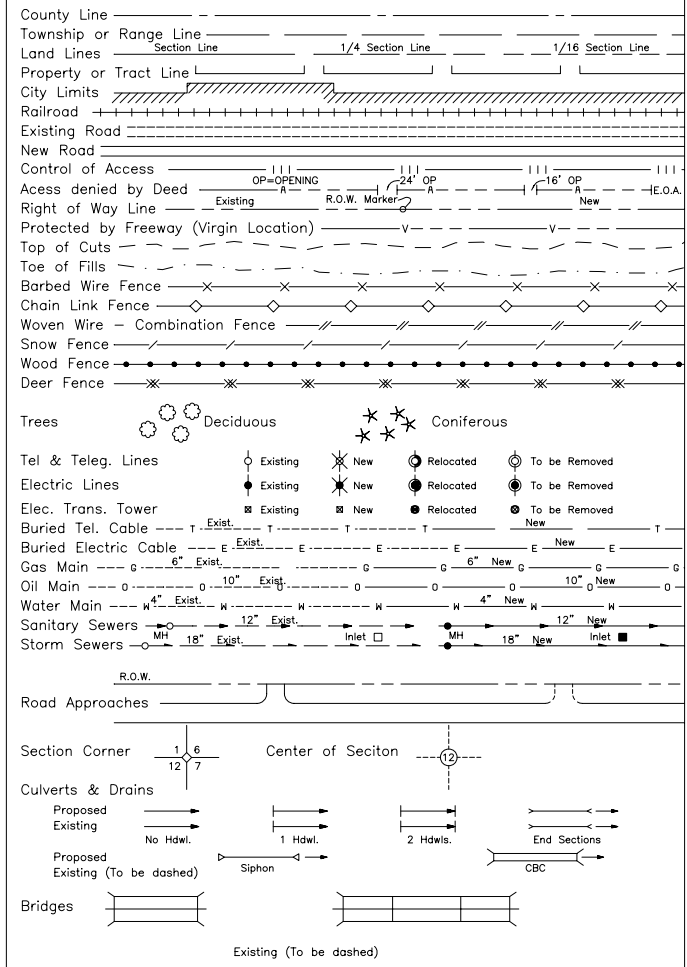 County Line
Township or Range Line
Land Lines Section Line 1/4 Section Line 1/16 Section Line
Property or Tract Line
City Limits
Railroad
Existing Road
New Road
Control of Access
OP=OPENING 24' OP 16' OP
Acess denied by Deed A A A E.O.A.
Right of Way Line Existing R.O.W. Marker New
Protected by Freeway (Virgin Location) V V
Top of Cuts
Toe of Fills
Barbed Wire Fence
Chain Link Fence
Woven Wire – Combination Fence
Snow Fence
Wood Fence
Deer Fence
Trees Deciduous Coniferous
Tel & Teleg. Lines Existing New Relocated To be Removed
Electric Lines Existing New Relocated To be Removed
Elec. Trans. Tower Existing New Relocated To be Removed
Buried Tel. Cable T Exist. T T T New T
Buried Electric Cable E Exist. E E E New E E
Gas Main G 6" Exist. G G 6" New G G
Oil Main O 10" Exist. O O O O O 10" New O
Water Main W 4" Exist. W W W W 4" New W W
Sanitary Sewers 12" Exist. 12" New
MH Inlet MH Inlet
Storm Sewers 18" Exist. 18" New
R.O.W.
Road Approaches
Section Corner 1 6 12 7 Center of Seciton 12
Culverts & Drains
Proposed
Existing
No Hdwl. 1 Hdwl. 2 Hdwls. End Sections
Proposed
Existing (To be dashed) Siphon CBC
Bridges
Existing (To be dashed)